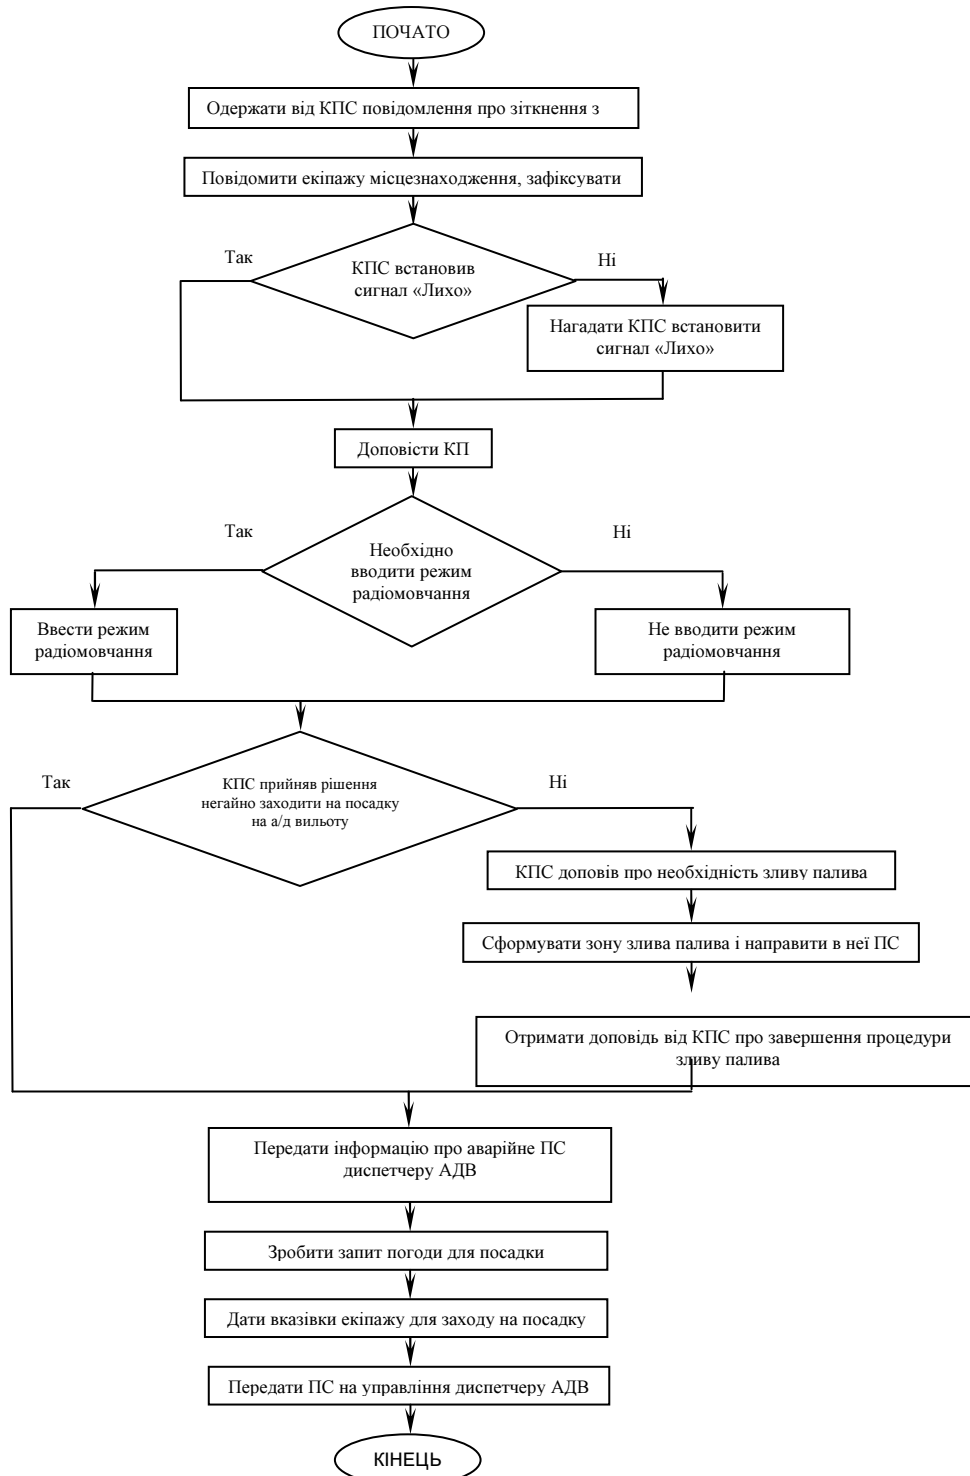 ПОЧАТО
Одержати від КПС повідомлення про зіткнення з
Повідомити екіпажу місцезнаходження, зафіксувати
Так
Ні
КПС встановив
сигнал «Лихо»
Нагадати КПС встановити
сигнал «Лихо»
Доповісти КП
Так
Ні
Необхідно
вводити режим
радіомовчання
Ввести режим
радіомовчання
Не вводити режим
радіомовчання
Так
Ні
КПС прийняв рішення
негайно заходити на посадку
на а/д вильоту
КПС доповів про необхідність зливу палива
Сформувати зону злива палива і направити в неї ПС
Отримати доповідь від КПС про завершення процедури
зливу палива
Передати інформацію про аварійне ПС
диспетчеру АДВ
Зробити запит погоди для посадки
Дати вказівки екіпажу для заходу на посадку
Передати ПС на управління диспетчеру АДВ
КІНЕЦЬ